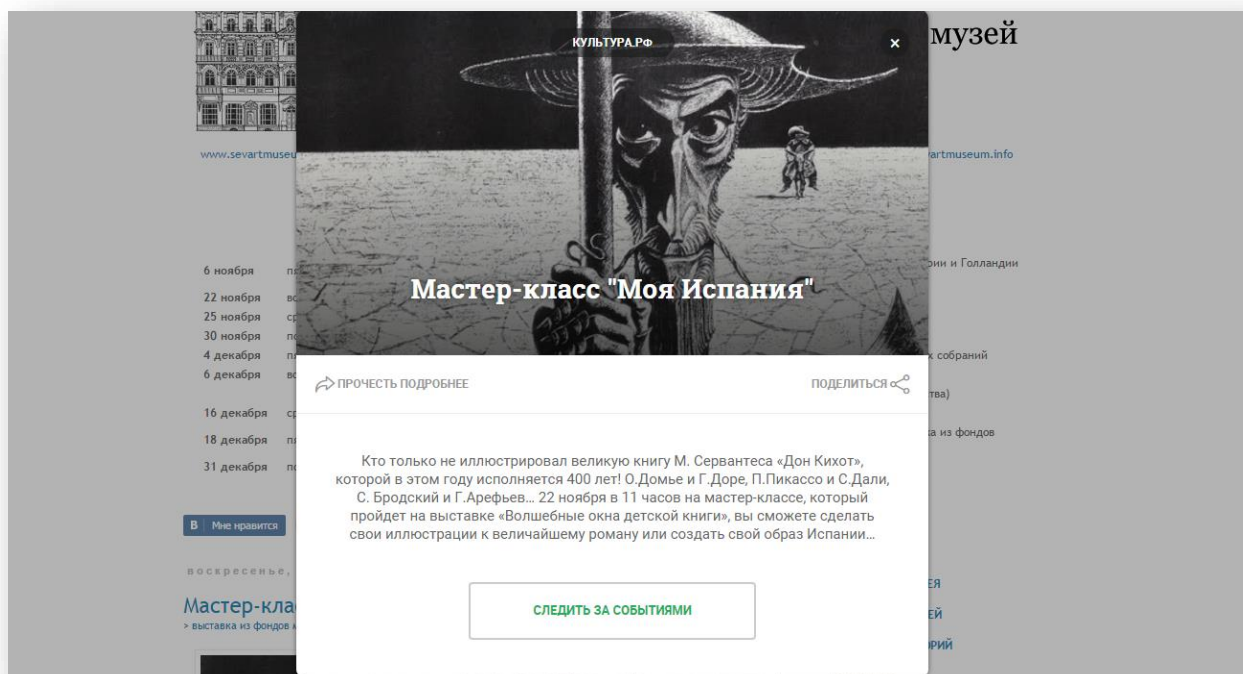 КУЛЬТУРА.РФ
×
музей
www.sevartmuseu
artmuseum.info
Мастер-класс "Моя Испания"
6 ноября
рии и Голландии
22 ноября
25 ноября
30 ноября
4 декабря
собраний
6 декабря
тва)
16 декабря
18 декабря
из фондов
31 декабря
ПРОЧЕСТЬ ПОДРОБНЕЕ
ПОДЕЛИТЬСЯ
Кто только не иллюстрировал великую книгу М. Сервантеса «Дон Кихот»,
которой в этом году исполняется 400 лет! О.Домье и Г.Доре, П.Пикассо и С.Дали,
С. Бродский и Г.Арефьев... 22 ноября в 11 часов на мастер-классе, который
пройдет на выставке «Волшебные окна детской книги», вы сможете сделать
свои иллюстрации к величайшему роману или создать свой образ Испании...
В Мне нравится
воскресенье,
Мастер-кла
> выставка из фондов
СЛЕДИТЬ ЗА СОБЫТИЯМИ
ЕЯ
ЕЙ
ОРИЙ